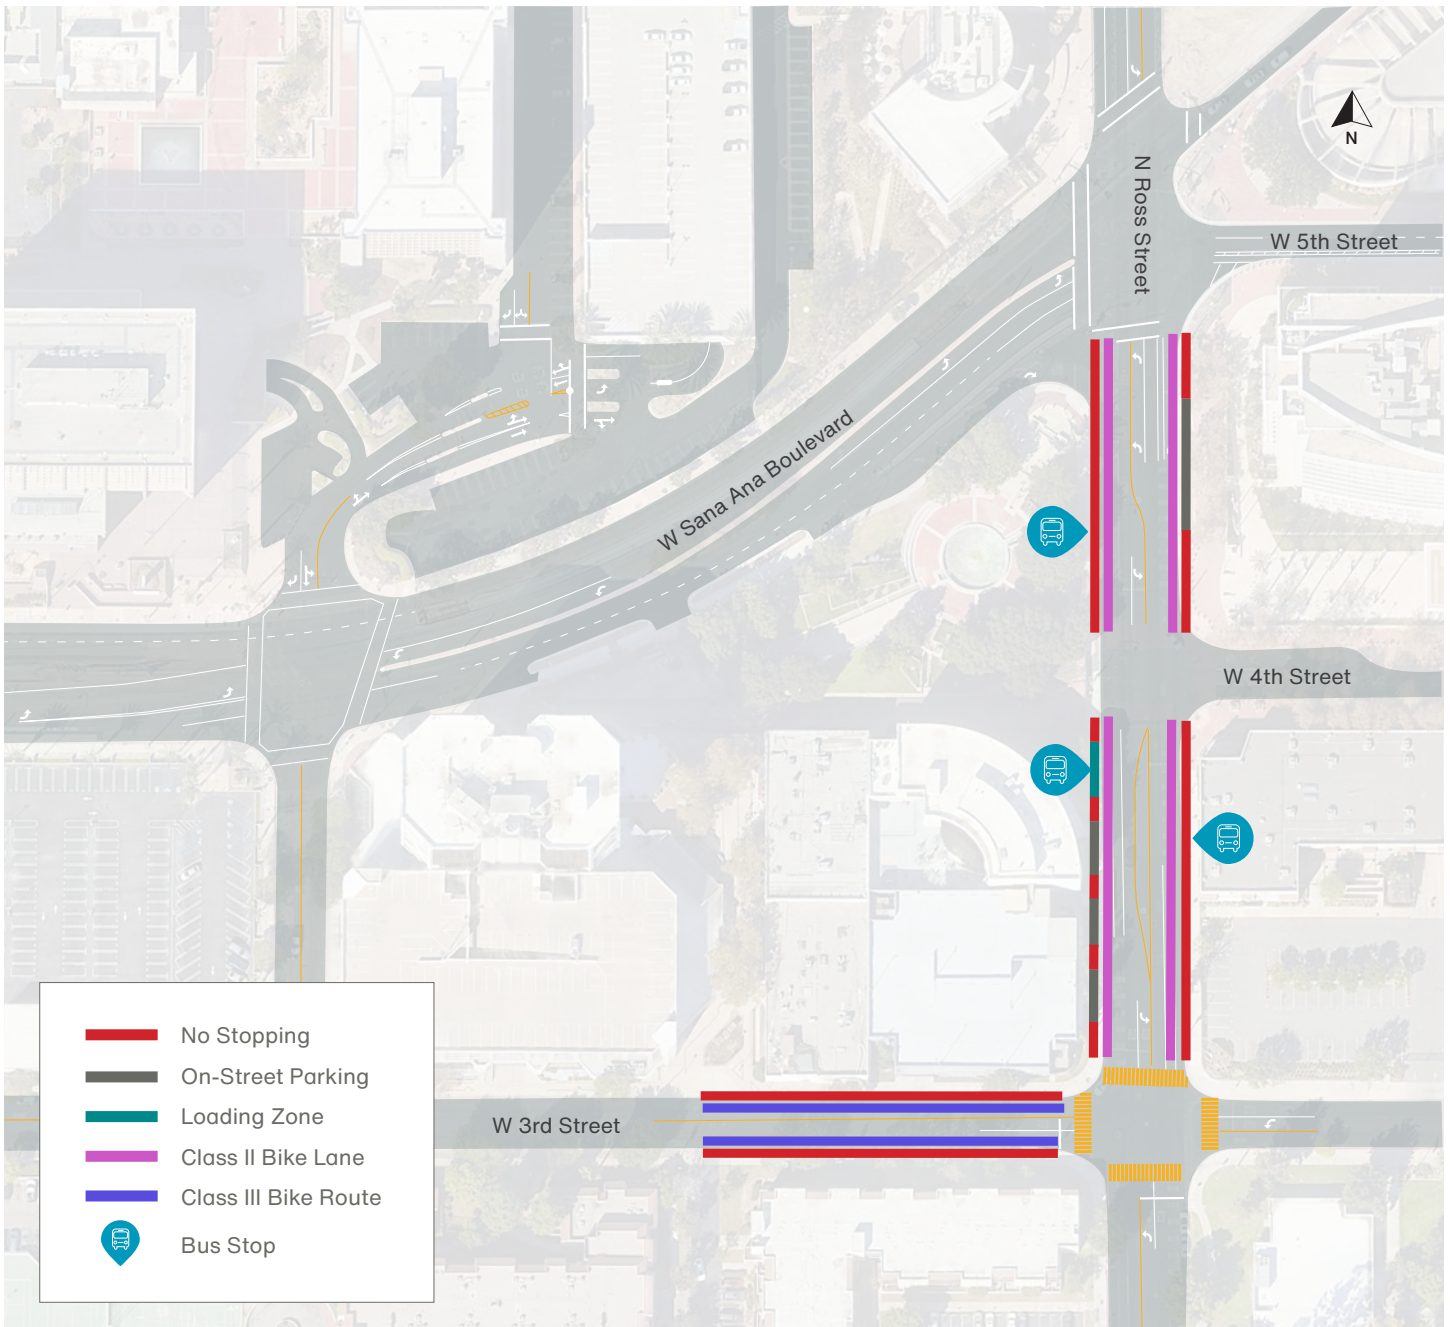 N
N Ross Street
W 5th Street
W Sana Ana Boulevard
W 4th Street
W 3rd Street
No Stopping
On-Street Parking
Loading Zone
Class II Bike Lane
Class III Bike Route
Bus Stop